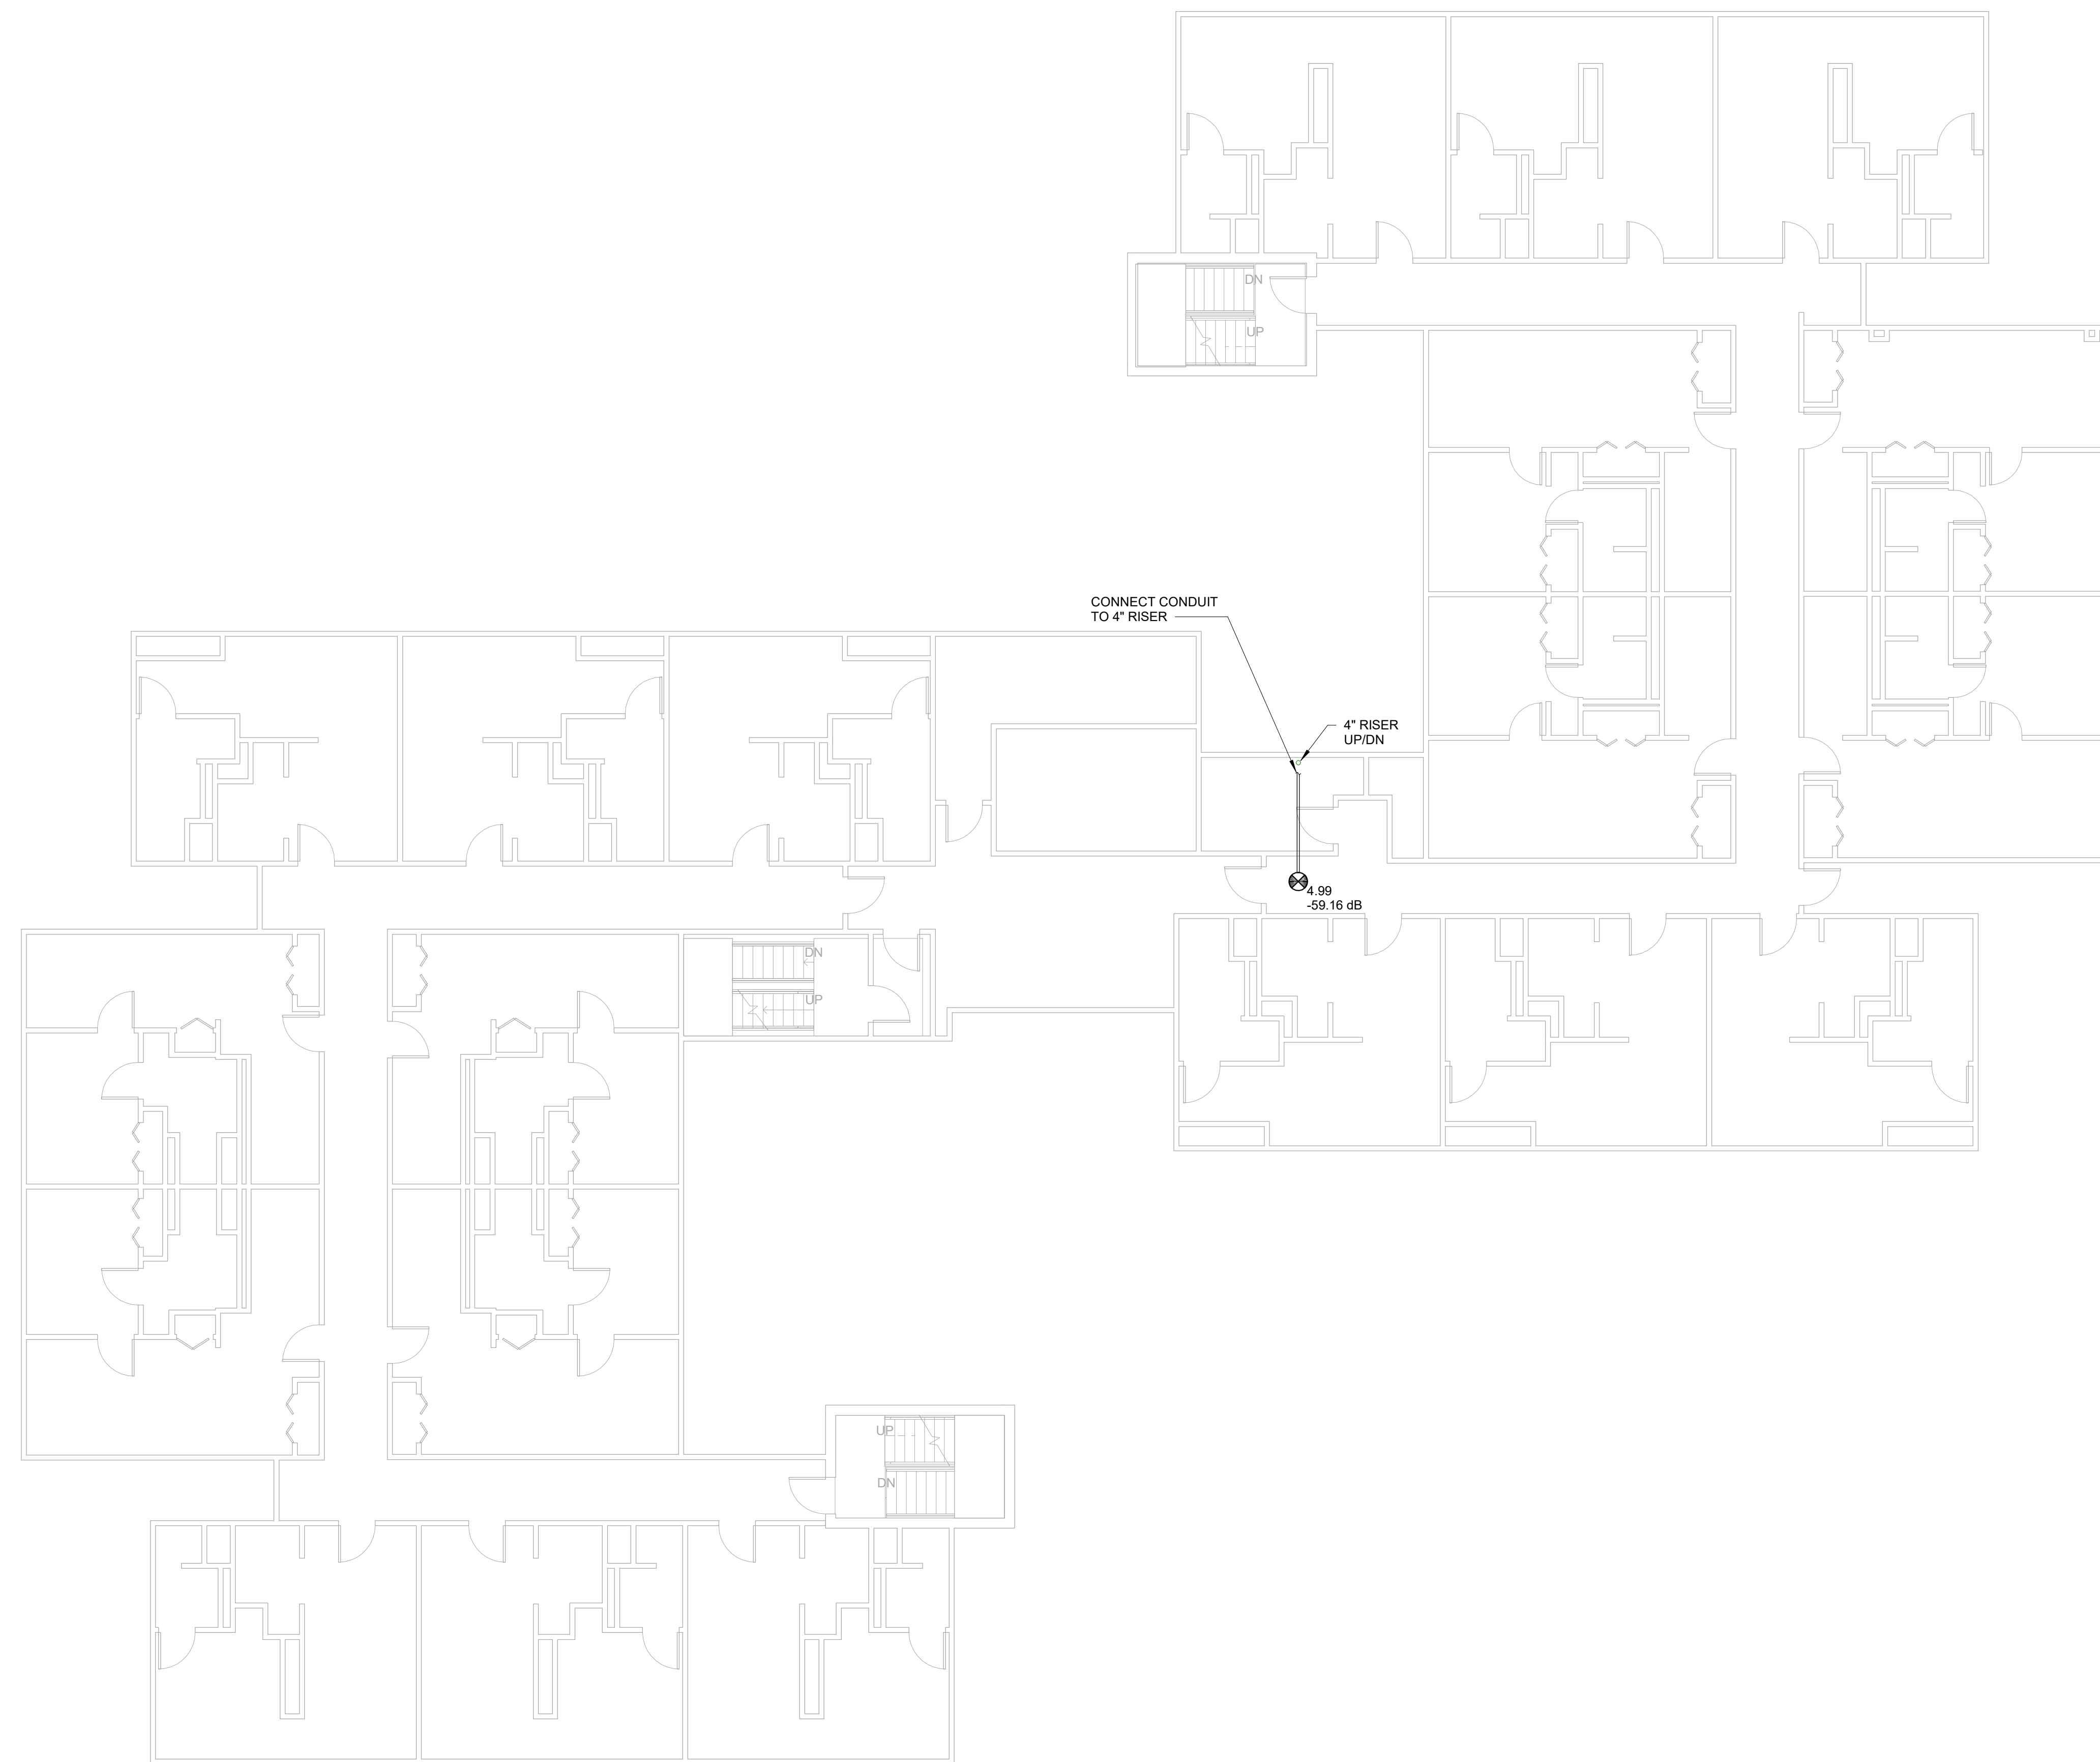 DN
UP
CONNECT CONDUIT
TO 4" RISER
4" RISER
UP/DN
4.99
-59.16 dB
DN
UP
UP
DN